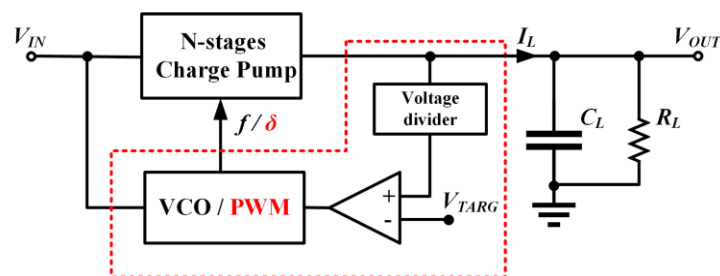 V_IN
N-stages
Charge Pump
I_L
V_OUT
Voltage
divider
f / δ
C_L
R_L
VCO / PWM
+
-
V_TARG